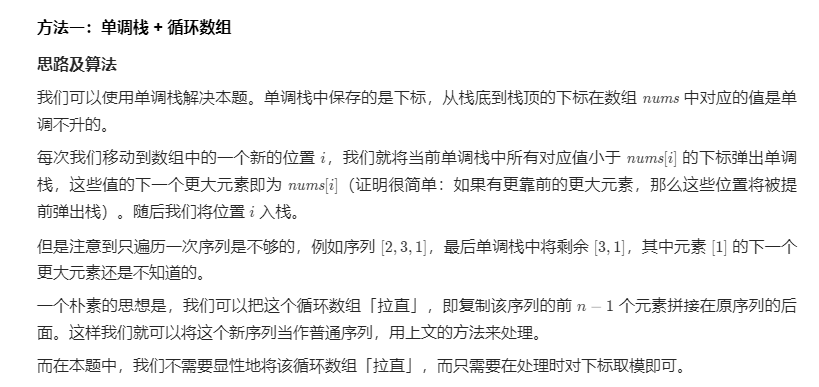 方法一：单调栈 + 循环数组
思路及算法
我们可以使用单调栈解决本题。单调栈中保存的是下标，从栈底到栈顶的下标在数组 nums 中对应的值是单
调不升的。
每次我们移动到数组中的一个新的位置 i，我们就将当前单调栈中所有对应值小于 nums[i] 的下标弹出单调
栈，这些值的下一个更大元素即为 nums[i]（证明很简单：如果有更靠前的更大元素，那么这些位置将被提
前弹出栈）。随后我们将位置 i 入栈。
但是注意到只遍历一次序列是不够的，例如序列 [2,3,1]，最后单调栈中将剩余 [3,1]，其中元素 [1] 的下一个
更大元素还是不知道的。
一个朴素的思想是，我们可以把这个循环数组「拉直」，即复制该序列的前 n − 1 个元素拼接在原序列的后
面。这样我们就可以将这个新序列当作普通序列，用上文的方法来处理。
而在本题中，我们不需要显性地将该循环数组「拉直」，而只需要在处理时对下标取模即可。